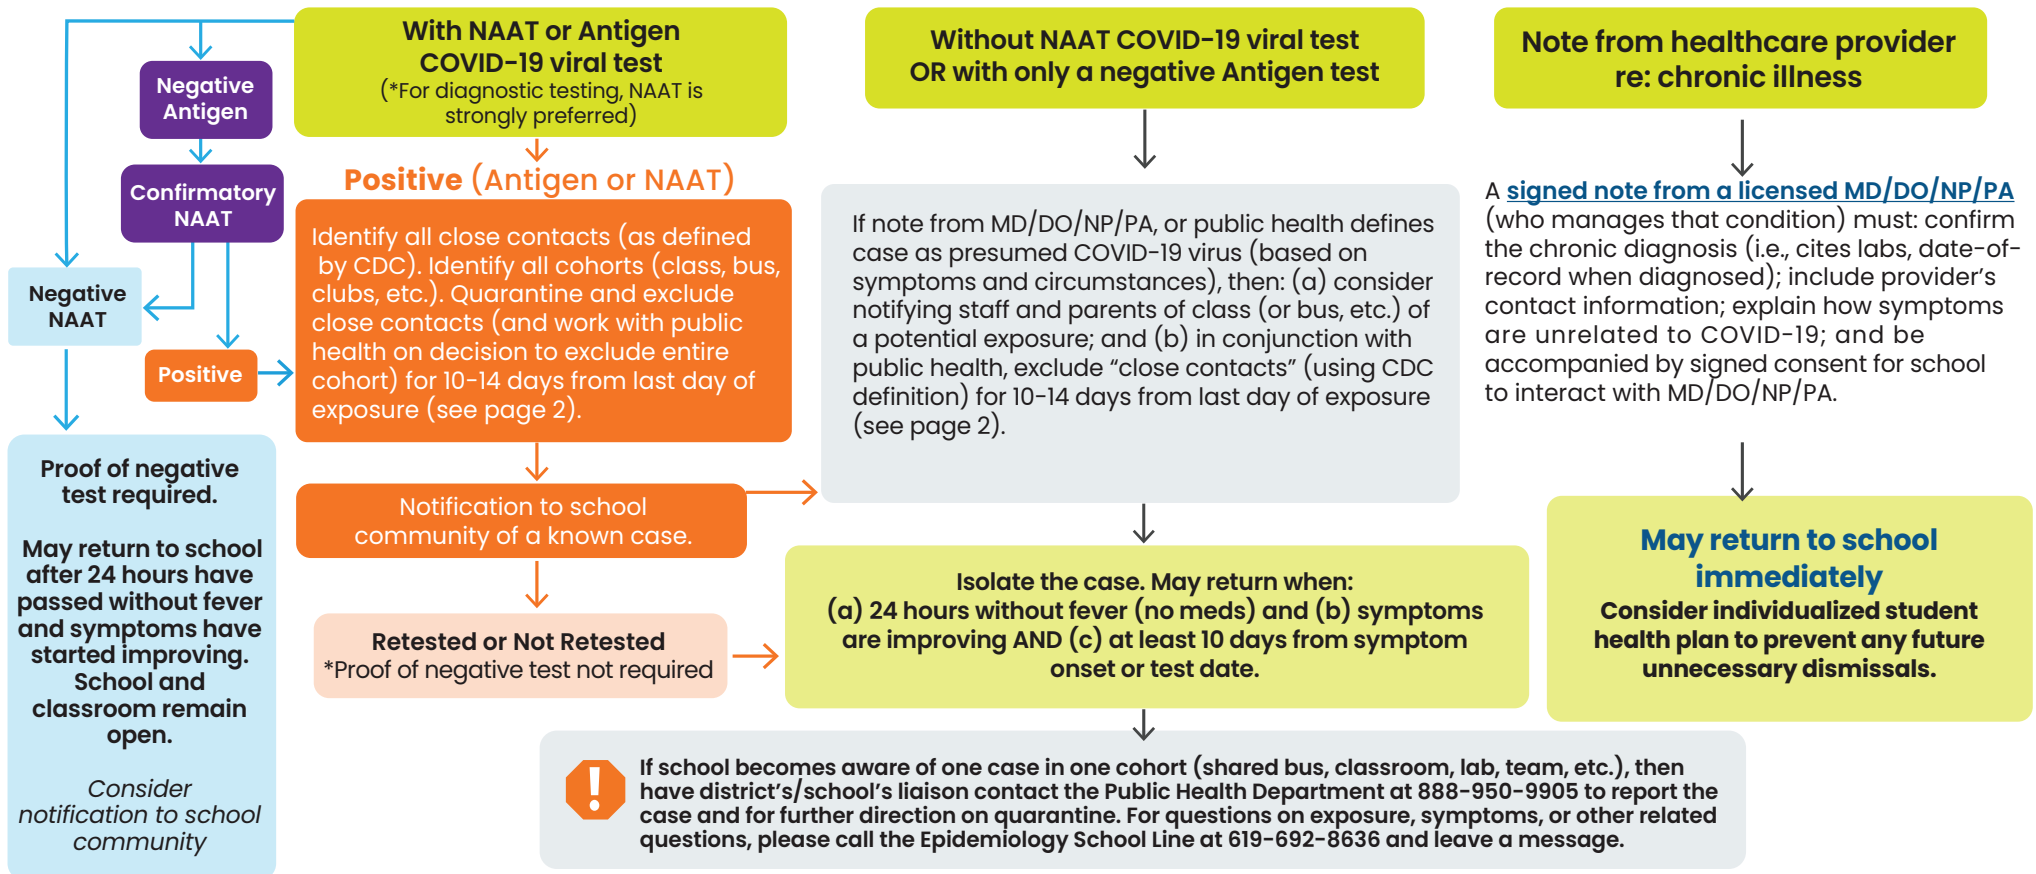 With NAAT or Antigen
COVID-19 viral test
(*For diagnostic testing, NAAT is
strongly preferred)
Negative
Antigen
Confirmatory
NAAT
Negative
NAAT
Positive
Proof of negative
test required.
May return to school
after 24 hours have
passed without fever
and symptoms have
started improving.
School and
classroom remain
open.
Consider
notification to school
community
Positive (Antigen or NAAT)
Identify all close contacts (as defined
by CDC). Identify all cohorts (class, bus,
clubs, etc.). Quarantine and exclude
close contacts (and work with public
health on decision to exclude entire
cohort) for 10-14 days from last day of
exposure (see page 2).
Notification to school
community of a known case.
Retested or Not Retested
*Proof of negative test not required
Without NAAT COVID-19 viral test
OR with only a negative Antigen test
If note from MD/DO/NP/PA, or public health defines
case as presumed COVID-19 virus (based on
symptoms and circumstances), then: (a) consider
notifying staff and parents of class (or bus, etc.) of
a potential exposure; and (b) in conjunction with
public health, exclude “close contacts” (using CDC
definition) for 10-14 days from last day of exposure
(see page 2).
Isolate the case. May return when:
(a) 24 hours without fever (no meds) and (b) symptoms
are improving AND (c) at least 10 days from symptom
onset or test date.
Note from healthcare provider
re: chronic illness
A signed note from a licensed MD/DO/NP/PA
(who manages that condition) must: confirm
the chronic diagnosis (i.e., cites labs, date-of-
record when diagnosed); include provider’s
contact information; explain how symptoms
are unrelated to COVID-19; and be
accompanied by signed consent for school
to interact with MD/DO/NP/PA.
May return to school
immediately
Consider individualized student
health plan to prevent any future
unnecessary dismissals.
!
If school becomes aware of one case in one cohort (shared bus, classroom, lab, team, etc.), then
have district’s/school’s liaison contact the Public Health Department at 888-950-9905 to report the
case and for further direction on quarantine. For questions on exposure, symptoms, or other related
questions, please call the Epidemiology School Line at 619-692-8636 and leave a message.